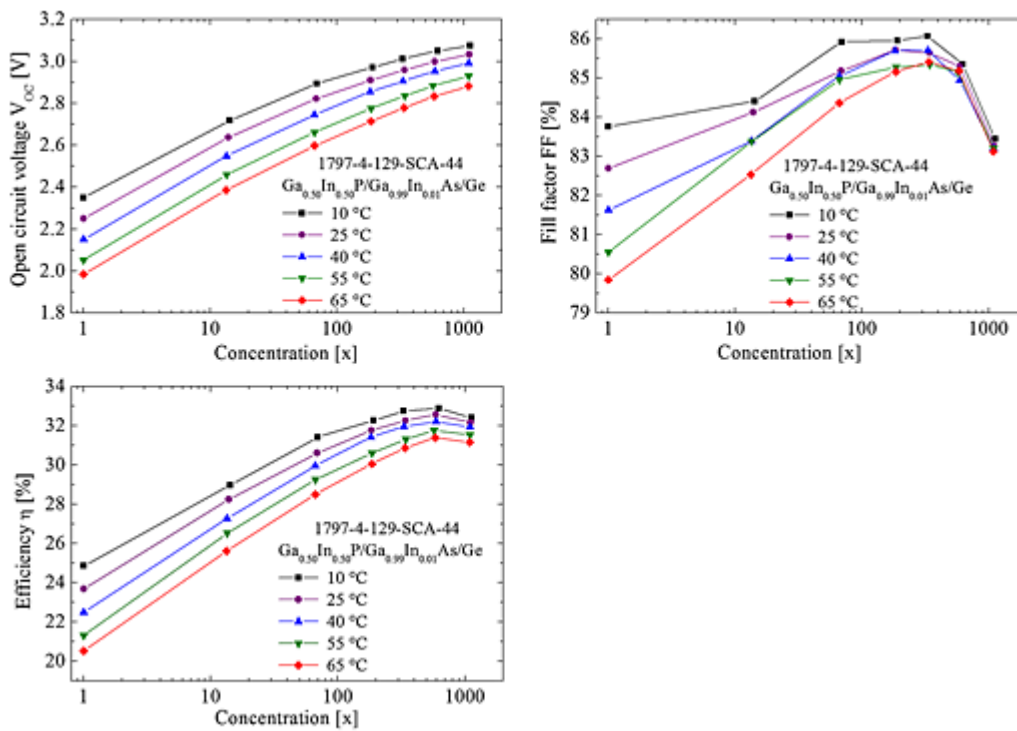 3.2
3.0
2.8
2.6
2.4
2.2
2.0
1.8
Open circuit voltage V_OC [V]
1797-4-129-SCA-44
Ga0.50In0.50P/Ga0.99In0.01As/Ge
10 °C
25 °C
40 °C
55 °C
65 °C
1 10 100 1000
Concentration [x]
86
85
84
83
82
81
80
79
Fill factor FF [%]
1797-4-129-SCA-44
Ga0.50In0.50P/Ga0.99In0.01As/Ge
10 °C
25 °C
40 °C
55 °C
65 °C
1 10 100 1000
Concentration [x]
34
32
30
28
26
24
22
20
Efficiency η [%]
1797-4-129-SCA-44
Ga0.50In0.50P/Ga0.99In0.01As/Ge
10 °C
25 °C
40 °C
55 °C
65 °C
1 10 100 1000
Concentration [x]